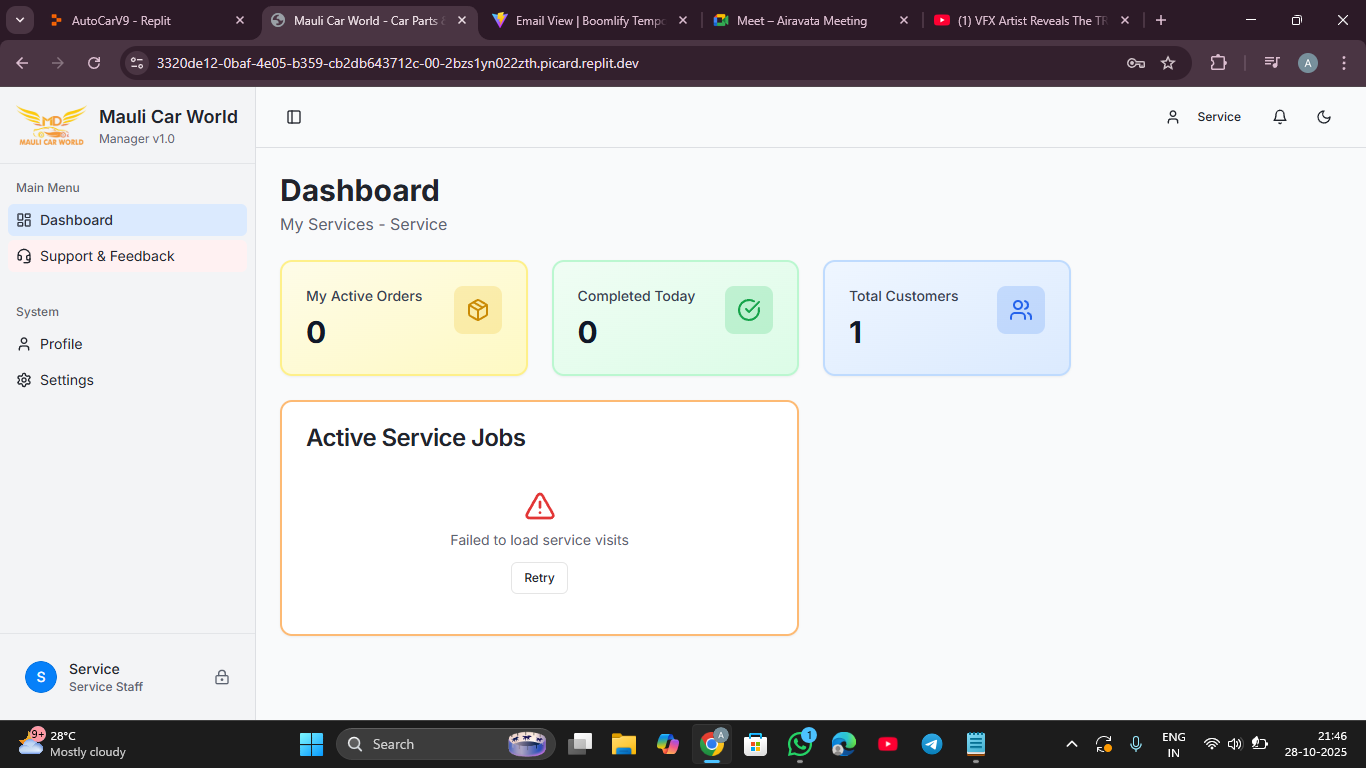 AutoCarV9 - Replit
Mauli Car World - Car Parts &
Email View | Boomlify Tempo
Meet – Airavata Meeting
(1) VFX Artist Reveals The TR
3320de12-0baf-4e05-b359-cb2db643712c-00-2bzs1yn022zth.picard.replit.dev
A
MD
MAULI CAR WORLD
Mauli Car World
Manager v1.0
Service
Main Menu
Dashboard
Support & Feedback
System
Profile
Settings
Dashboard
My Services - Service
My Active Orders
0
Completed Today
0
Total Customers
1
Active Service Jobs
Failed to load service visits
Retry
S
Service
Service Staff
9+
28°C
Mostly cloudy
Search
A
1
ENG
IN
21:46
28-10-2025